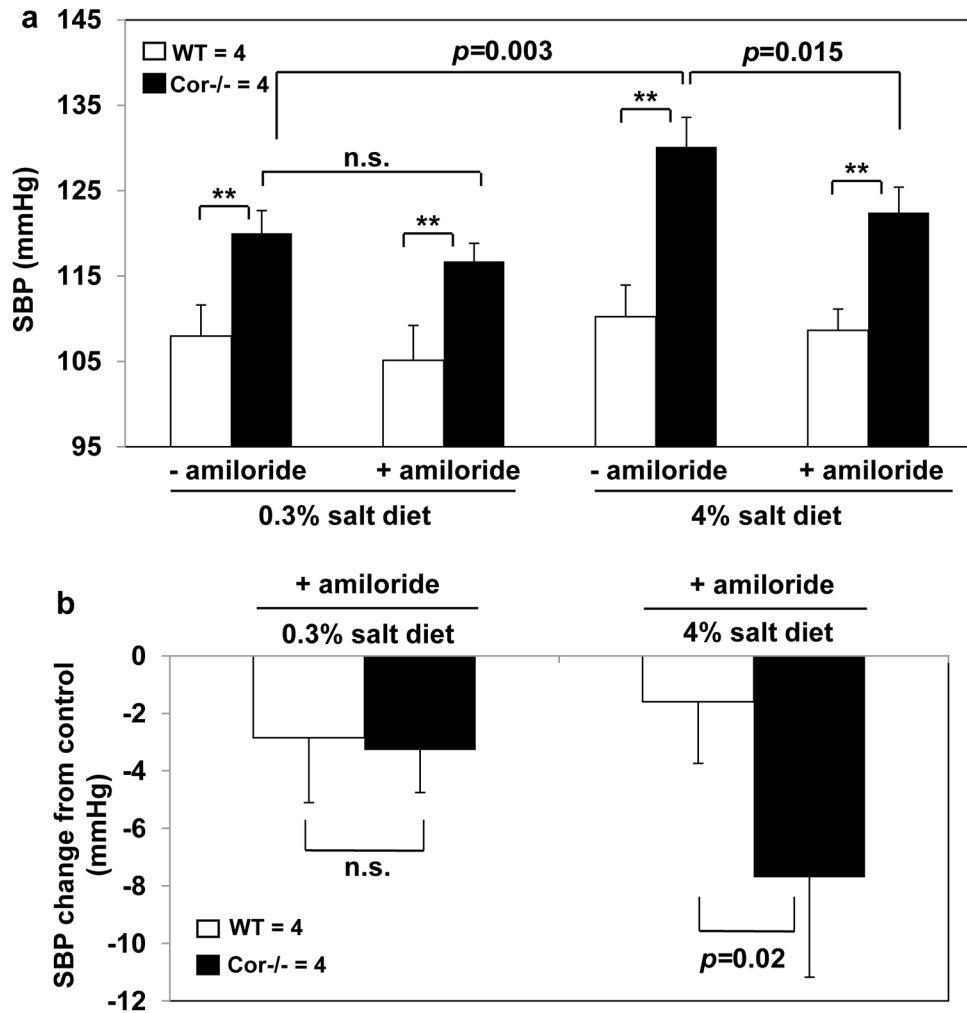 a
145
135
125
115
105
95
SBP (mmHg)
WT = 4
Cor-/- = 4
p=0.003
p=0.015
n.s.
**
**
**
**
- amiloride
+ amiloride
- amiloride
+ amiloride
0.3% salt diet
4% salt diet
b
+ amiloride
+ amiloride
0.3% salt diet
4% salt diet
0
-2
-4
-6
-8
-10
-12
SBP change from control
(mmHg)
n.s.
p=0.02
WT = 4
Cor-/- = 4